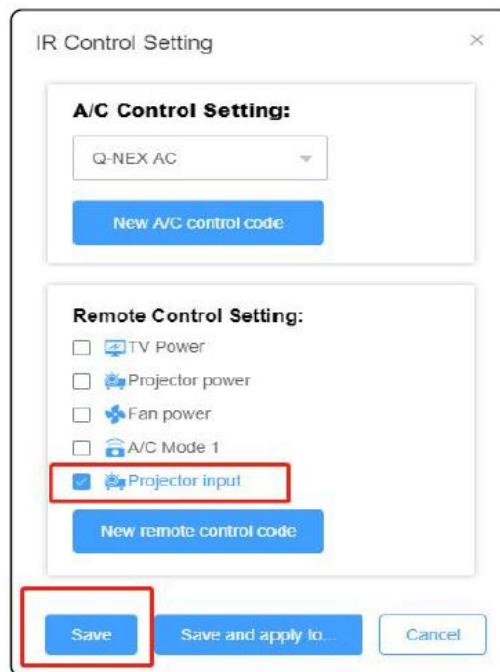 IR Control Setting
A/C Control Setting:
Q-NEX AC
New A/C control code
Remote Control Setting:
TV Power
Projector power
Fan power
A/C Mode 1
Projector input
New remote control code
Save
Save and apply to...
Cancel